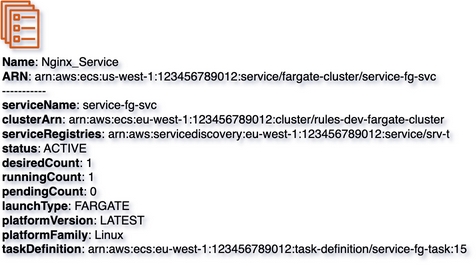 Name: Nginx_Service
ARN: arn:aws:ecs:us-west-1:123456789012:service/fargate-cluster/service-fg-svc
-----------
serviceName: service-fg-svc
clusterArn: arn:aws:ecs:eu-west-1:123456789012:cluster/rules-dev-fargate-cluster
serviceRegistries: arn:aws:servicediscovery:eu-west-1:123456789012:service/srv-t
status: ACTIVE
desiredCount: 1
runningCount: 1
pendingCount: 0
launchType: FARGATE
platformVersion: LATEST
platformFamily: Linux
taskDefinition: arn:aws:ecs:eu-west-1:123456789012:task-definition/service-fg-task:15